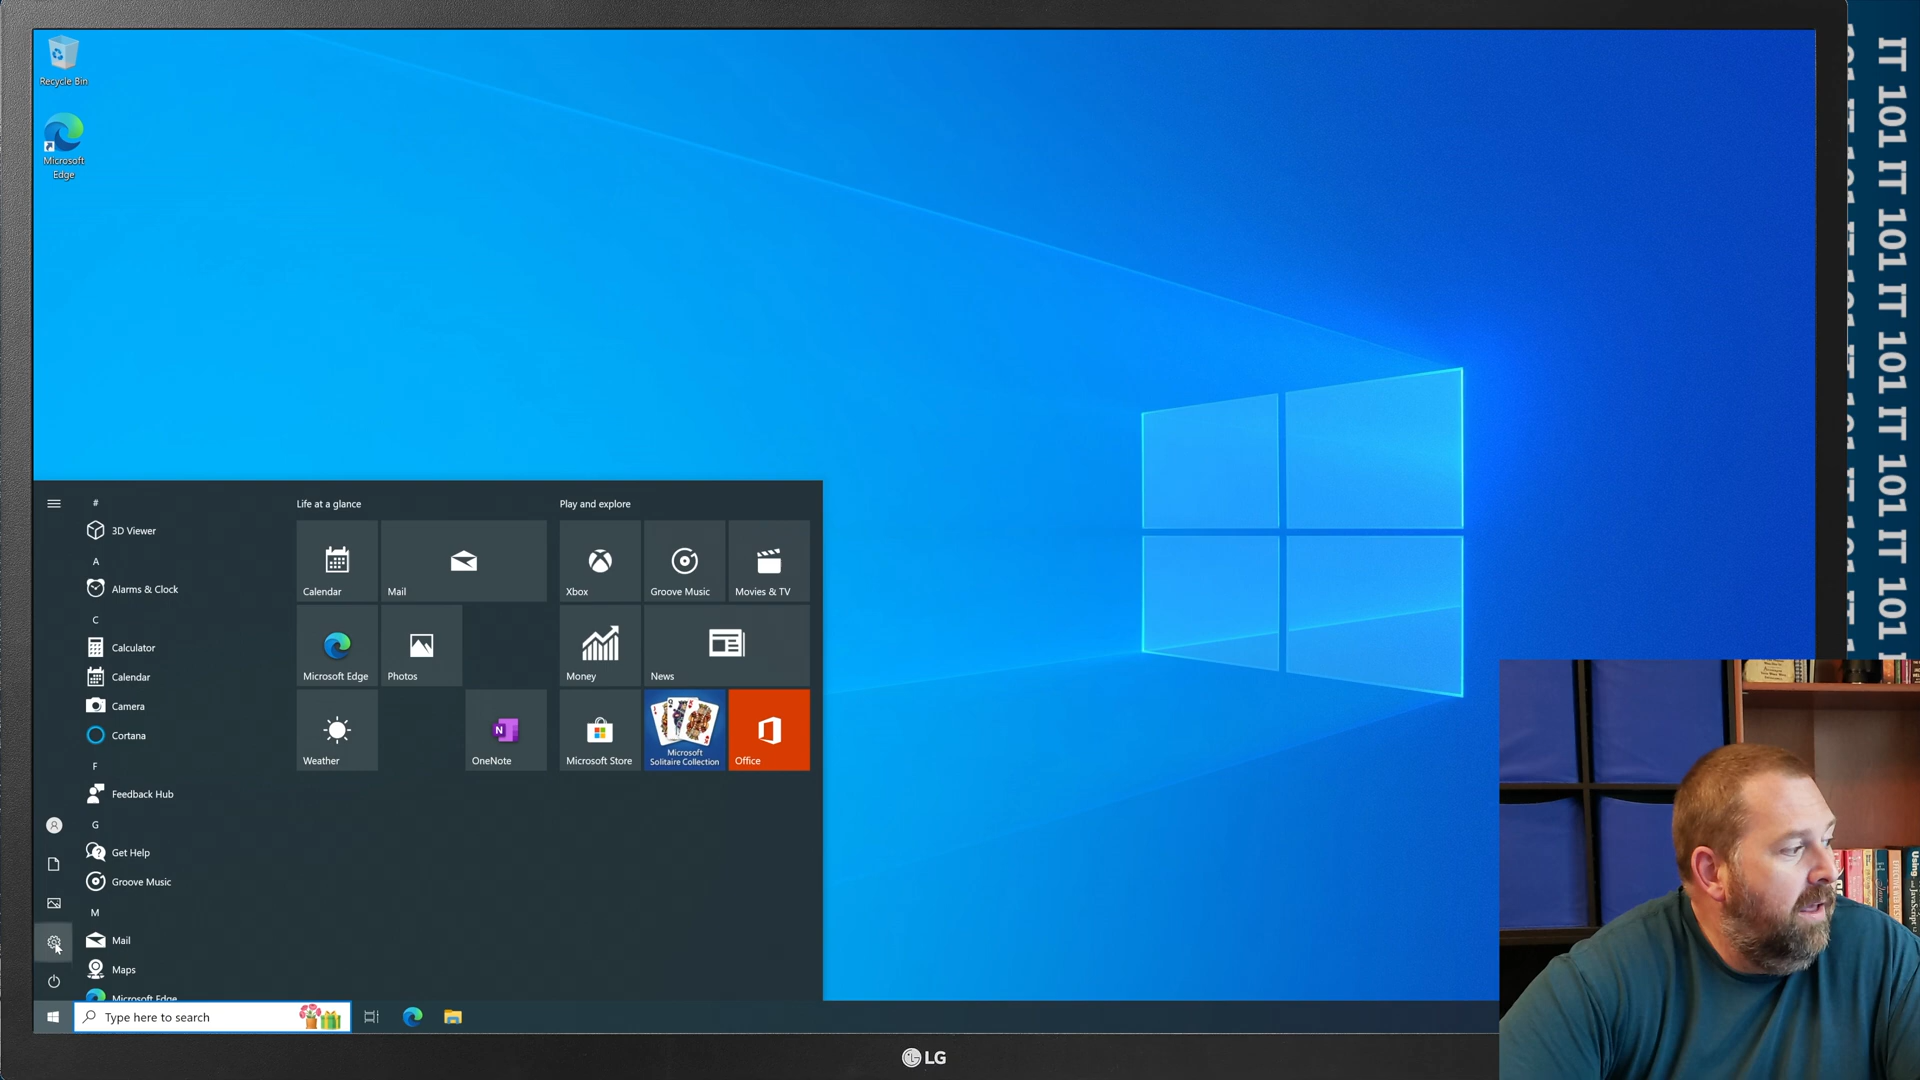 Recycle Bin
Microsoft
Edge
#
3D Viewer
A
Alarms & Clock
C
Calculator
Calendar
Camera
Cortana
F
Feedback Hub
G
Get Help
Groove Music
M
Mail
Maps
Microsoft Edge
Life at a glance
Calendar
Mail
Microsoft Edge
Photos
Weather
N
OneNote
Play and explore
Xbox
Groove Music
Movies & TV
Money
News
Microsoft Store
Microsoft
Solitaire Collection
Office
Type here to search
LG
IT 101 IT 101 IT 101 IT 101 IT 101
Using